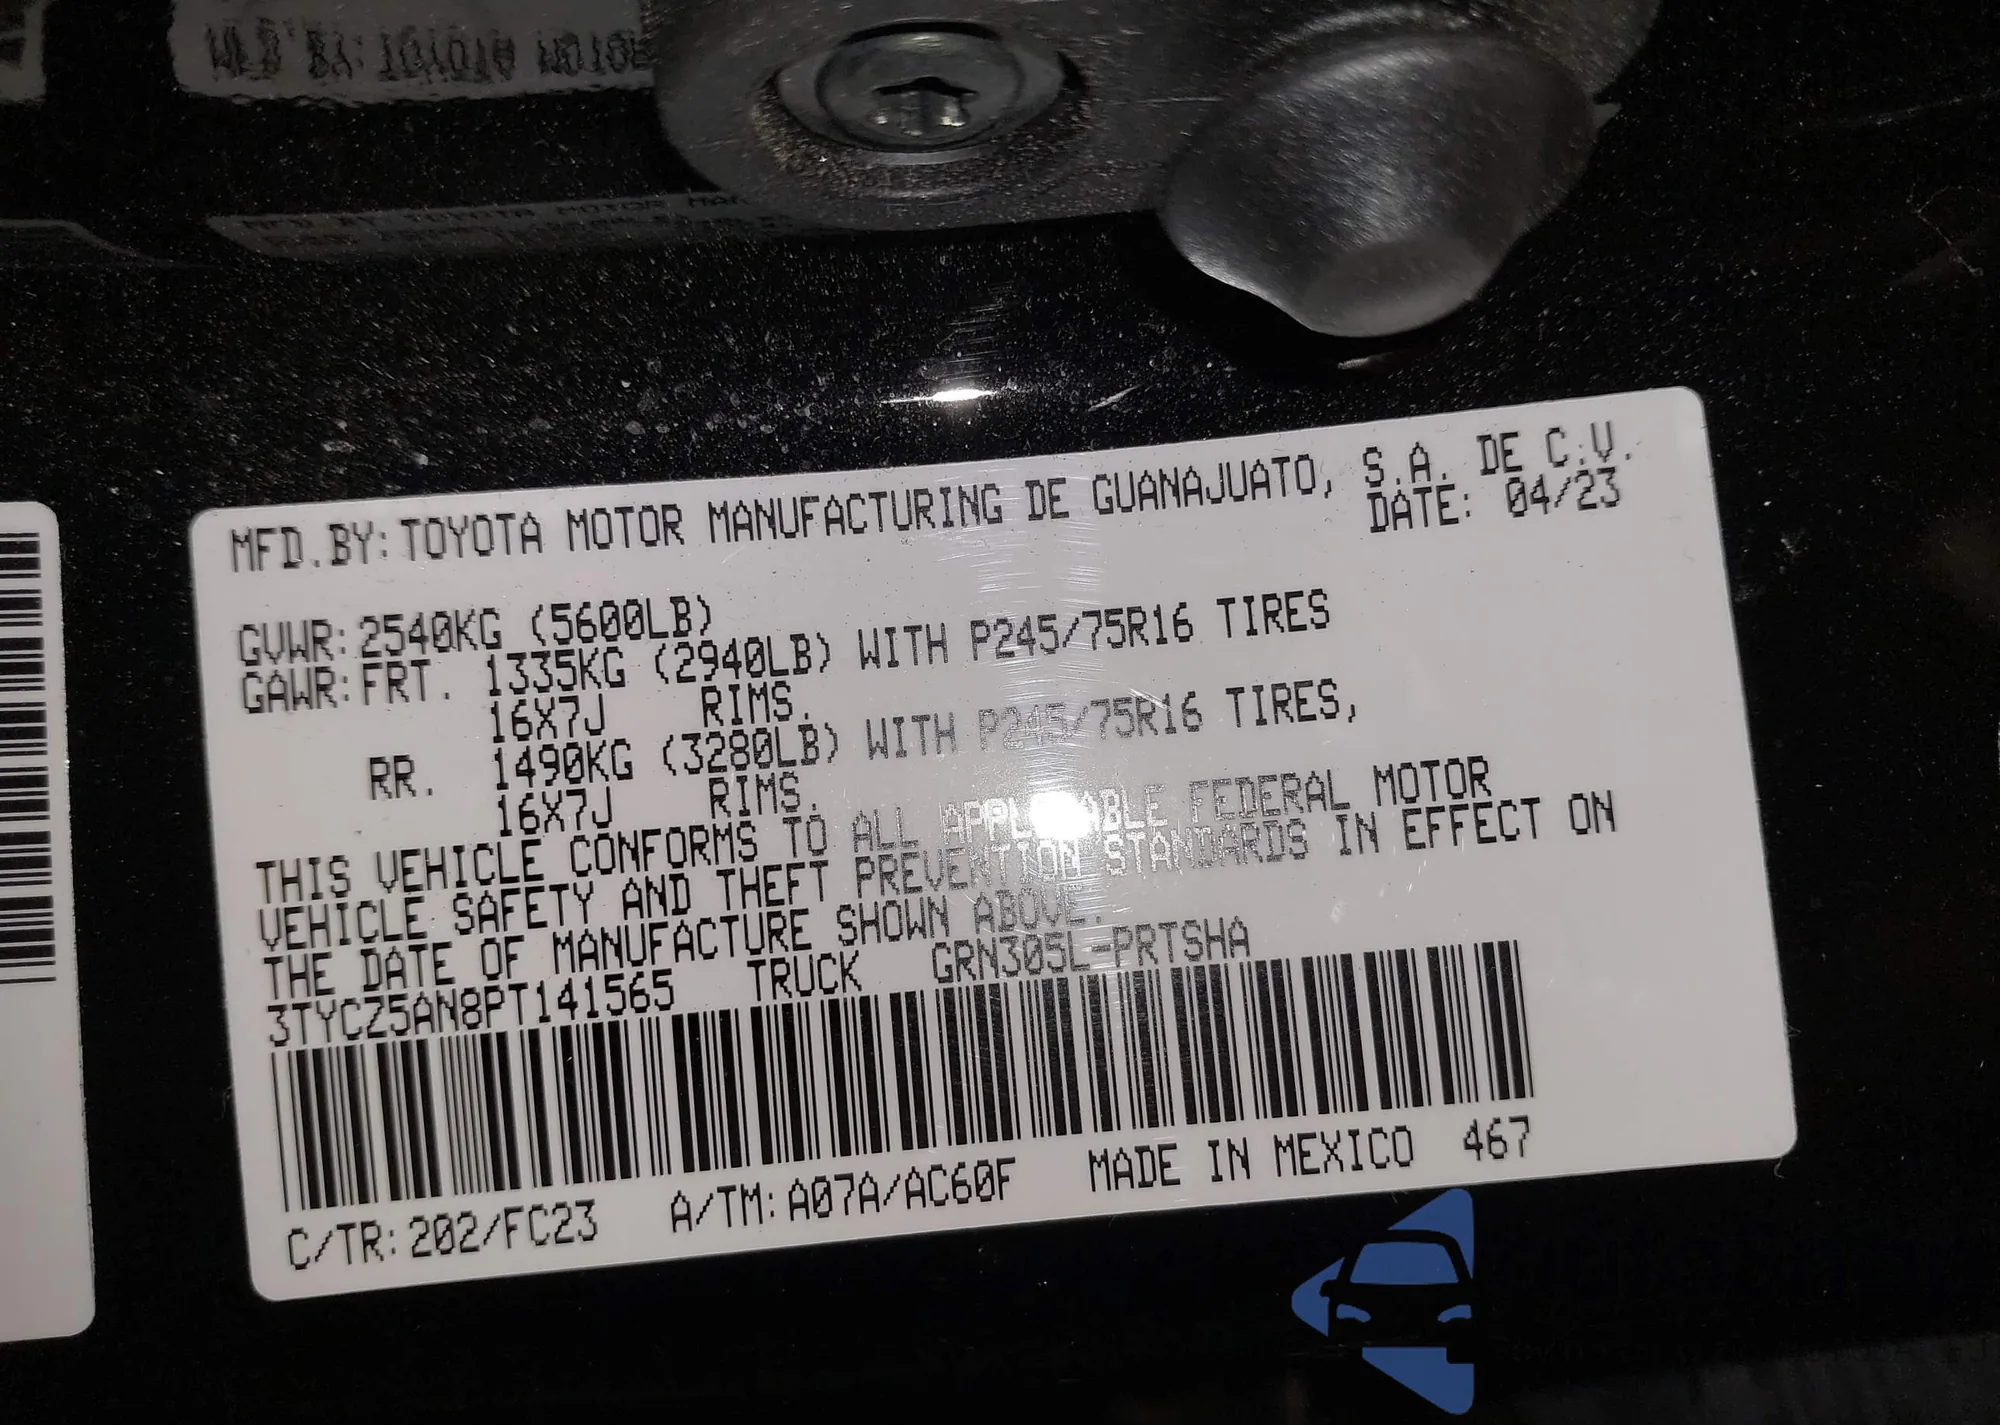 MFD.BY: TOYOTA MOTOR MANUFACTURING DE GUANAJUATO, S.A. DE C.V.
DATE: 04/23
GVWR: 2540KG (5600LB)
GAWR: FRT. 1335KG (2940LB) WITH P245/75R16 TIRES
16X7J RIMS.
RR. 1490KG (3280LB) WITH P245/75R16 TIRES,
16X7J RIMS.
THIS VEHICLE CONFORMS TO ALL APPLICABLE FEDERAL MOTOR
VEHICLE SAFETY AND THEFT PREVENTION STANDARDS IN EFFECT ON
THE DATE OF MANUFACTURE SHOWN ABOVE.
3TYCZ5AN8PT141565 TRUCK GRN305L-PRTSHA
C/TR: 202/FC23 A/TM: A07A/AC60F MADE IN MEXICO 467